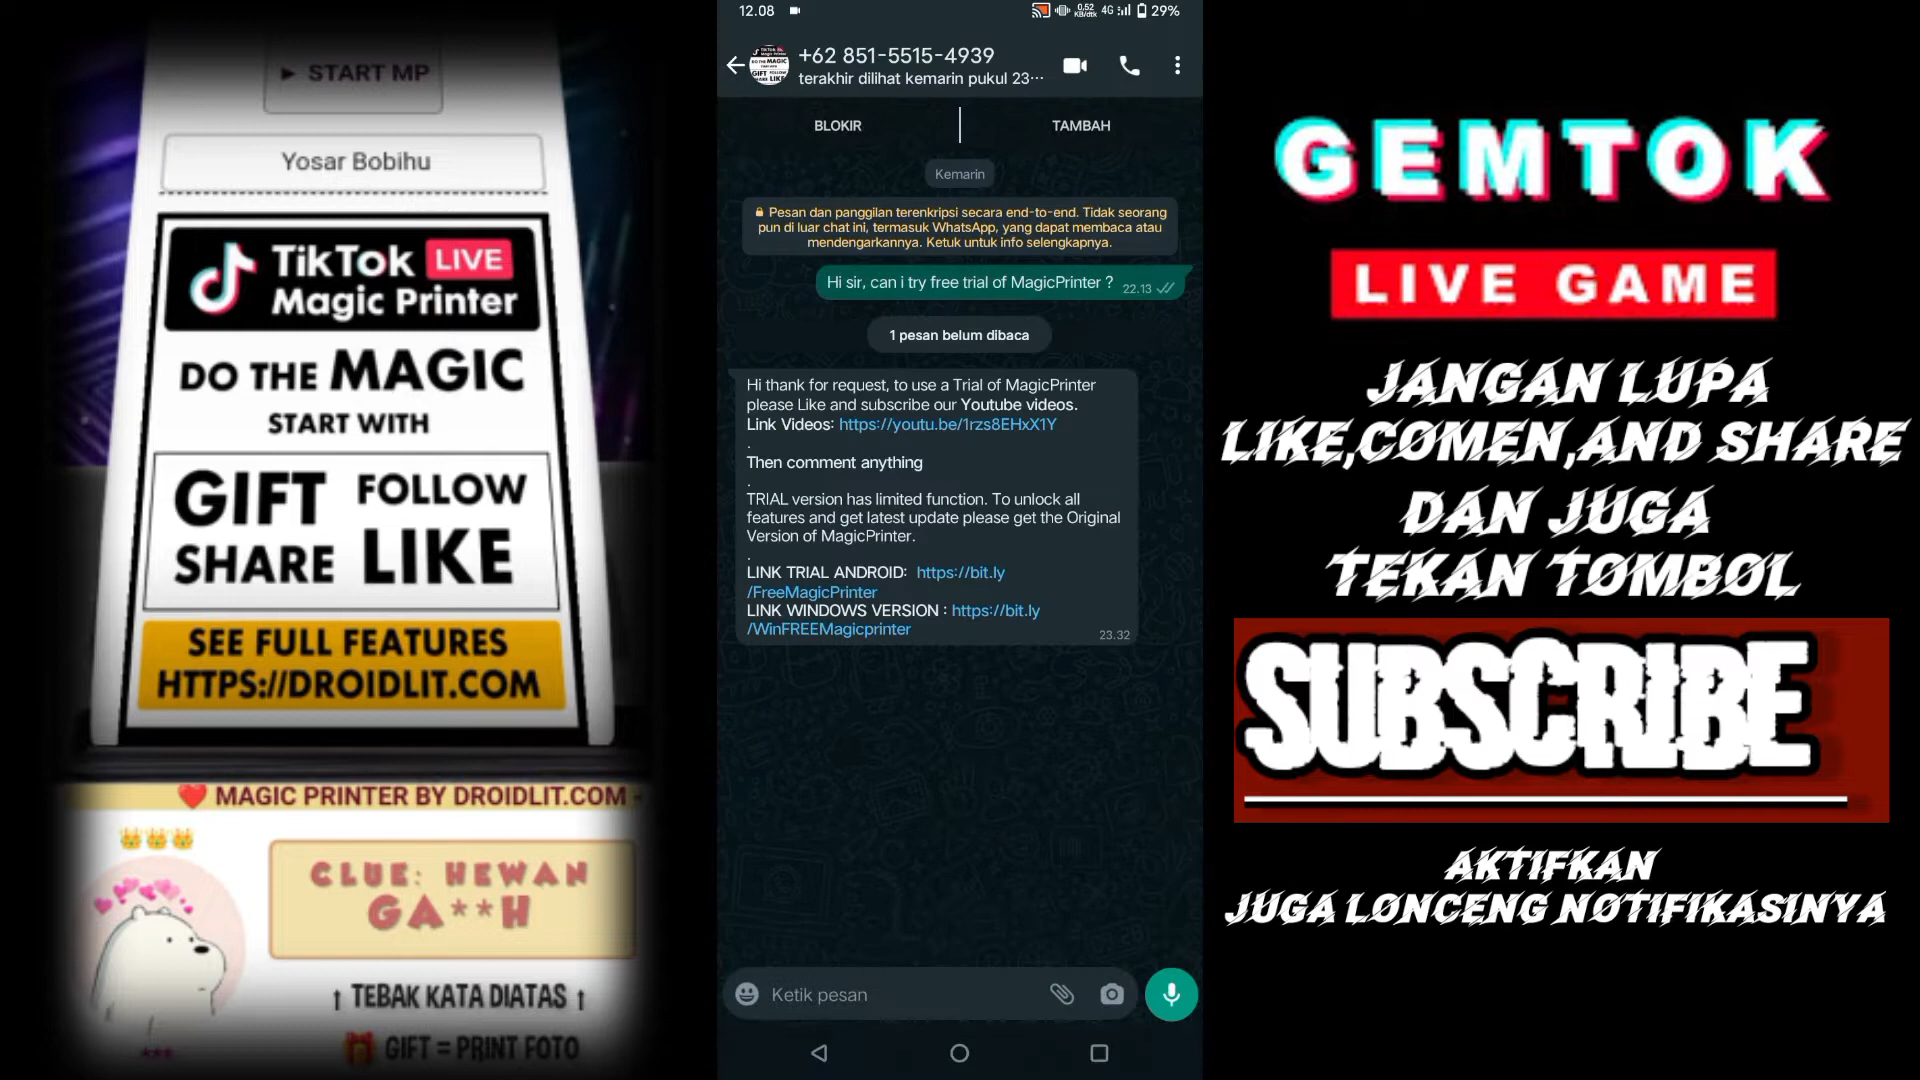 ► START MP
Yosar Bobihu
TikTok LIVE
Magic Printer
DO THE MAGIC
START WITH
GIFT FOLLOW
SHARE LIKE
SEE FULL FEATURES
HTTPS://DROIDLIT.COM
❤️ MAGIC PRINTER BY DROIDLIT.COM -
CLUE: HEWAN
GA**H
↑ TEBAK KATA DIATAS ↑
🎁 GIFT = PRINT FOTO
12.08
0,52
KB/dtk
4G
29%
+62 851-5515-4939
terakhir dilihat kemarin pukul 23...
BLOKIR
TAMBAH
Kemarin
🔒 Pesan dan panggilan terenkripsi secara end-to-end. Tidak seorang
pun di luar chat ini, termasuk WhatsApp, yang dapat membaca atau
mendengarkannya. Ketuk untuk info selengkapnya.
Hi sir, can i try free trial of MagicPrinter ? 22.13
1 pesan belum dibaca
Hi thank for request, to use a Trial of MagicPrinter
please Like and subscribe our Youtube videos.
Link Videos: https://youtu.be/1rzs8EHxX1Y
.
Then comment anything
.
TRIAL version has limited function. To unlock all
features and get latest update please get the Original
Version of MagicPrinter.
.
LINK TRIAL ANDROID: https://bit.ly
/FreeMagicPrinter
LINK WINDOWS VERSION : https://bit.ly
/WinFREEMagicprinter
23.32
Ketik pesan
GEMTOK
LIVE GAME
JANGAN LUPA
LIKE,COMEN,AND SHARE
DAN JUGA
TEKAN TOMBOL
SUBSCRIBE
AKTIFKAN
JUGA LONCENG NOTIFIKASINYA